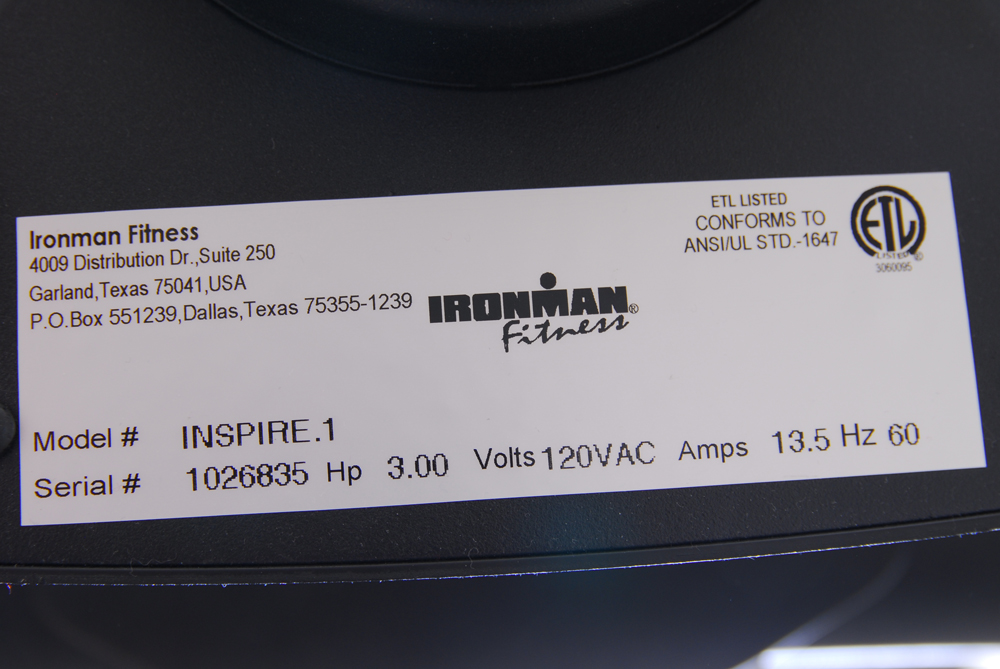 Ironman Fitness
4009 Distribution Dr.,Suite 250
Garland,Texas 75041,USA
P.O.Box 551239,Dallas,Texas 75355-1239
IRONMAN®
Fitness
ETL LISTED
CONFORMS TO
ANSI/UL STD.-1647
ETL
LISTED
3060095
Model # INSPIRE.1
Serial # 1026835 Hp 3.00 Volts 120VAC Amps 13.5 Hz 60